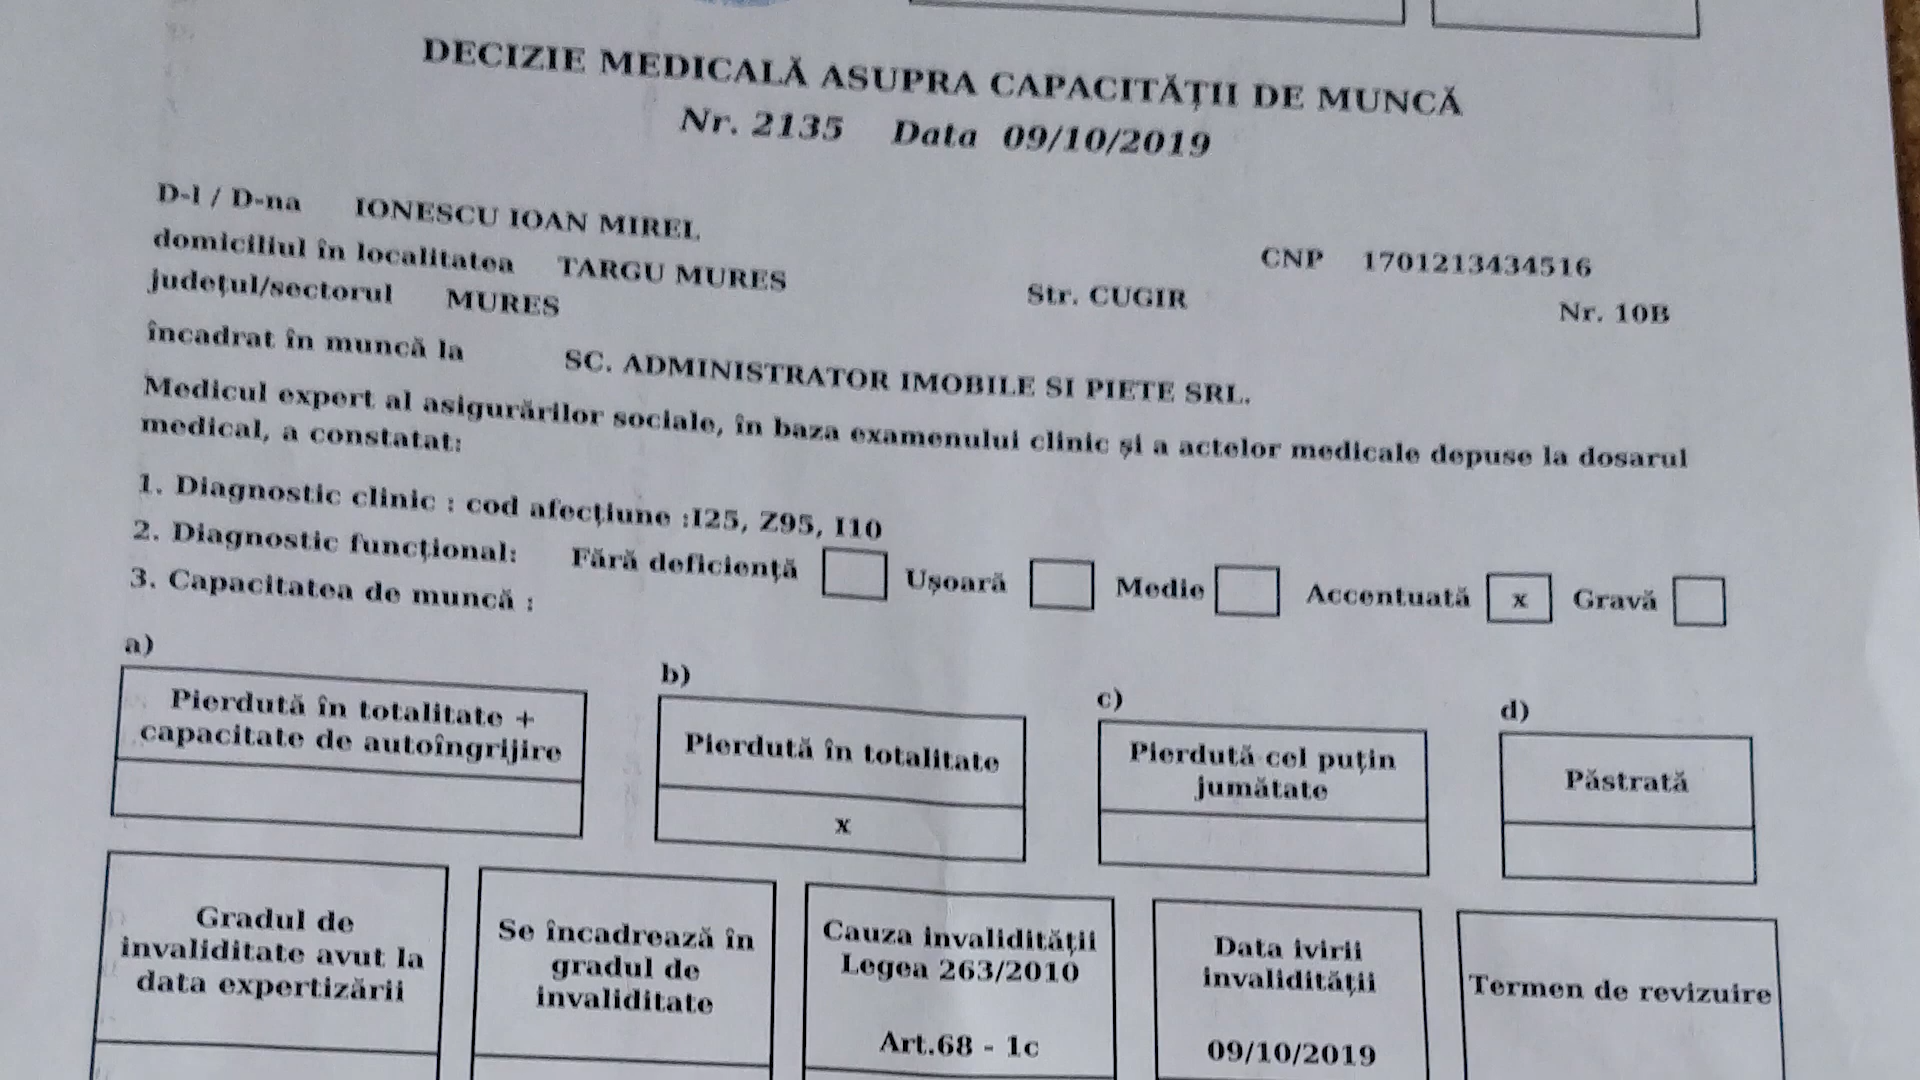 DECIZIE MEDICALĂ ASUPRA CAPACITĂȚII DE MUNCĂ
Nr. 2135 Data 09/10/2019
D-l / D-na IONESCU IOAN MIREL
CNP 1701213434516
domiciliul în localitatea TARGU MURES Str. CUGIR Nr. 10B
județul/sectorul MURES
încadrat în muncă la SC. ADMINISTRATOR IMOBILE SI PIETE SRL.
Medicul expert al asigurărilor sociale, în baza examenului clinic și a actelor medicale depuse la dosarul
medical, a constatat:
1. Diagnostic clinic : cod afecțiune :I25, Z95, I10
2. Diagnostic funcțional: Fără deficiență Ușoară Medie Accentuată x Gravă
3. Capacitatea de muncă :
a)
Pierdută în totalitate +
capacitate de autoîngrijire
b)
Pierdută în totalitate
x
c)
Pierdută cel puțin
jumătate
d)
Păstrată
Gradul de
invaliditate avut la
data expertizării
Se încadrează în
gradul de
invaliditate
Cauza invalidității
Legea 263/2010
Art.68 - 1c
Data ivirii
invalidității
09/10/2019
Termen de revizuire